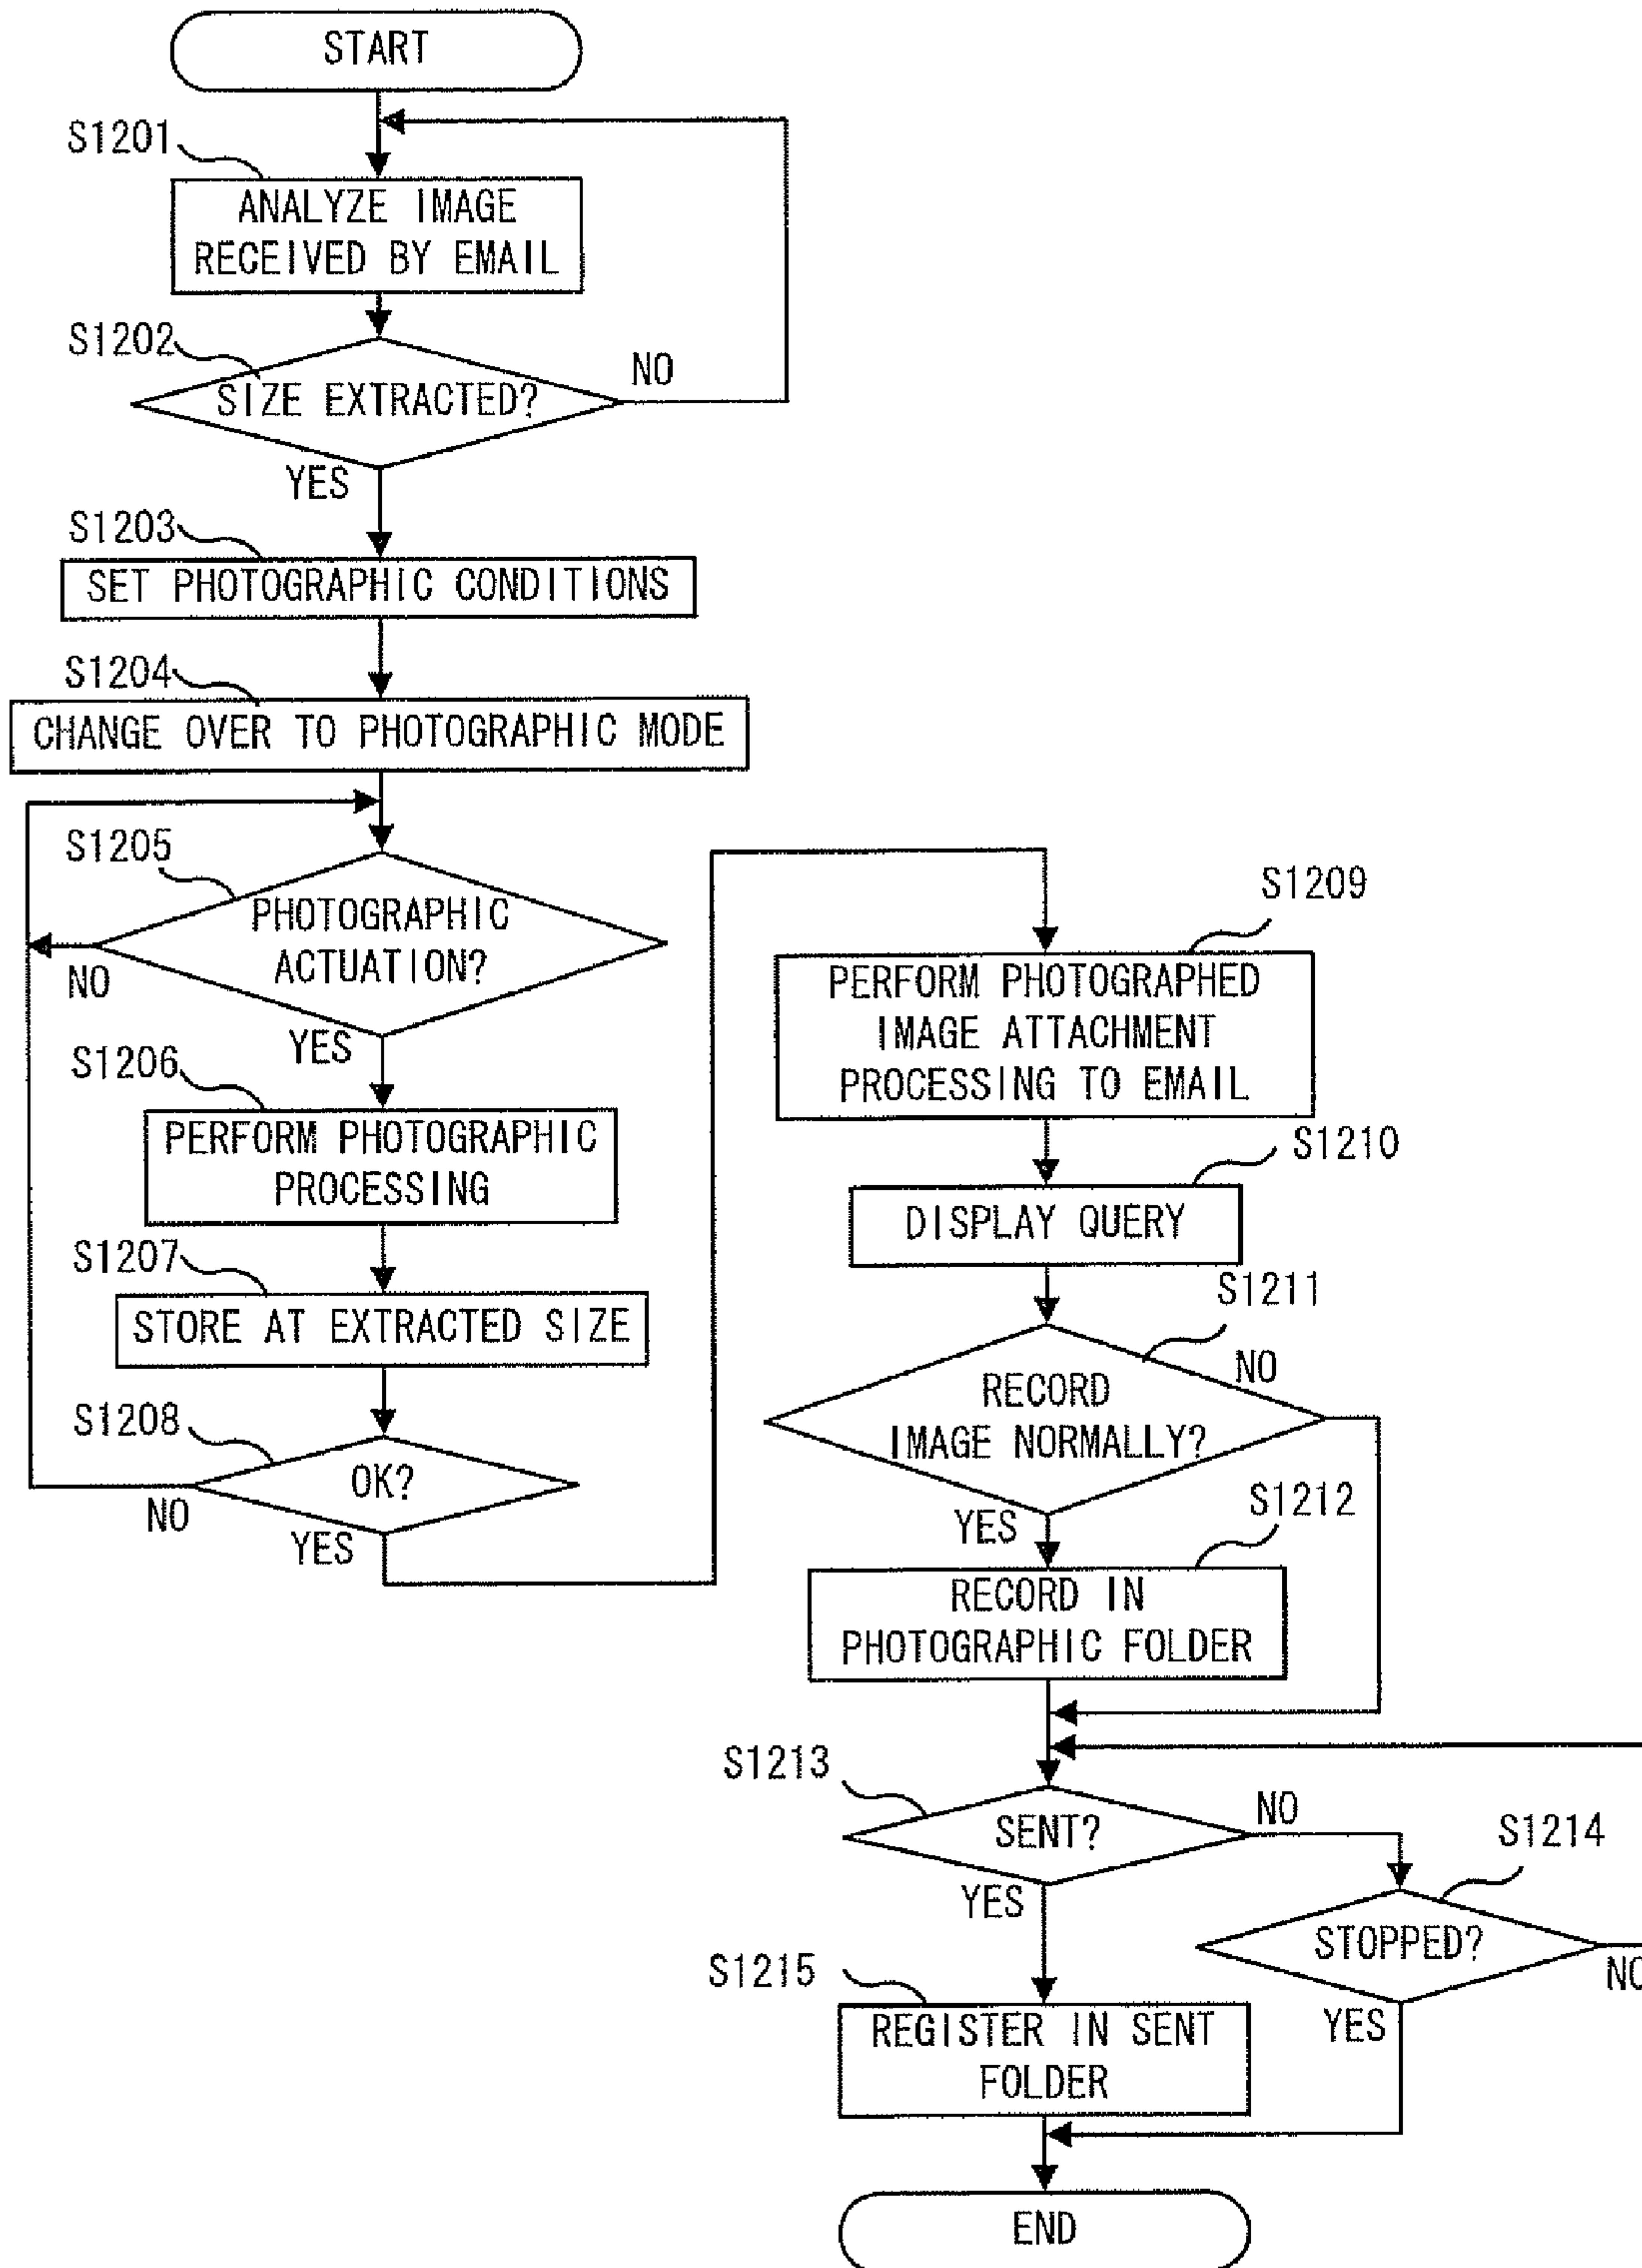 START
S1201
ANALYZE IMAGE
RECEIVED BY EMAIL
S1202
SIZE EXTRACTED?
NO
YES
S1203
SET PHOTOGRAPHIC CONDITIONS
S1204
CHANGE OVER TO PHOTOGRAPHIC MODE
S1205
PHOTOGRAPHIC
ACTUATION?
NO
YES
S1206
PERFORM PHOTOGRAPHIC
PROCESSING
S1207
STORE AT EXTRACTED SIZE
S1208
OK?
NO
YES
S1209
PERFORM PHOTOGRAPHED
IMAGE ATTACHMENT
PROCESSING TO EMAIL
S1210
DISPLAY QUERY
S1211
RECORD
IMAGE NORMALLY?
NO
YES
S1212
RECORD IN
PHOTOGRAPHIC FOLDER
S1213
SENT?
NO
YES
S1214
STOPPED?
NO
YES
S1215
REGISTER IN SENT
FOLDER
END